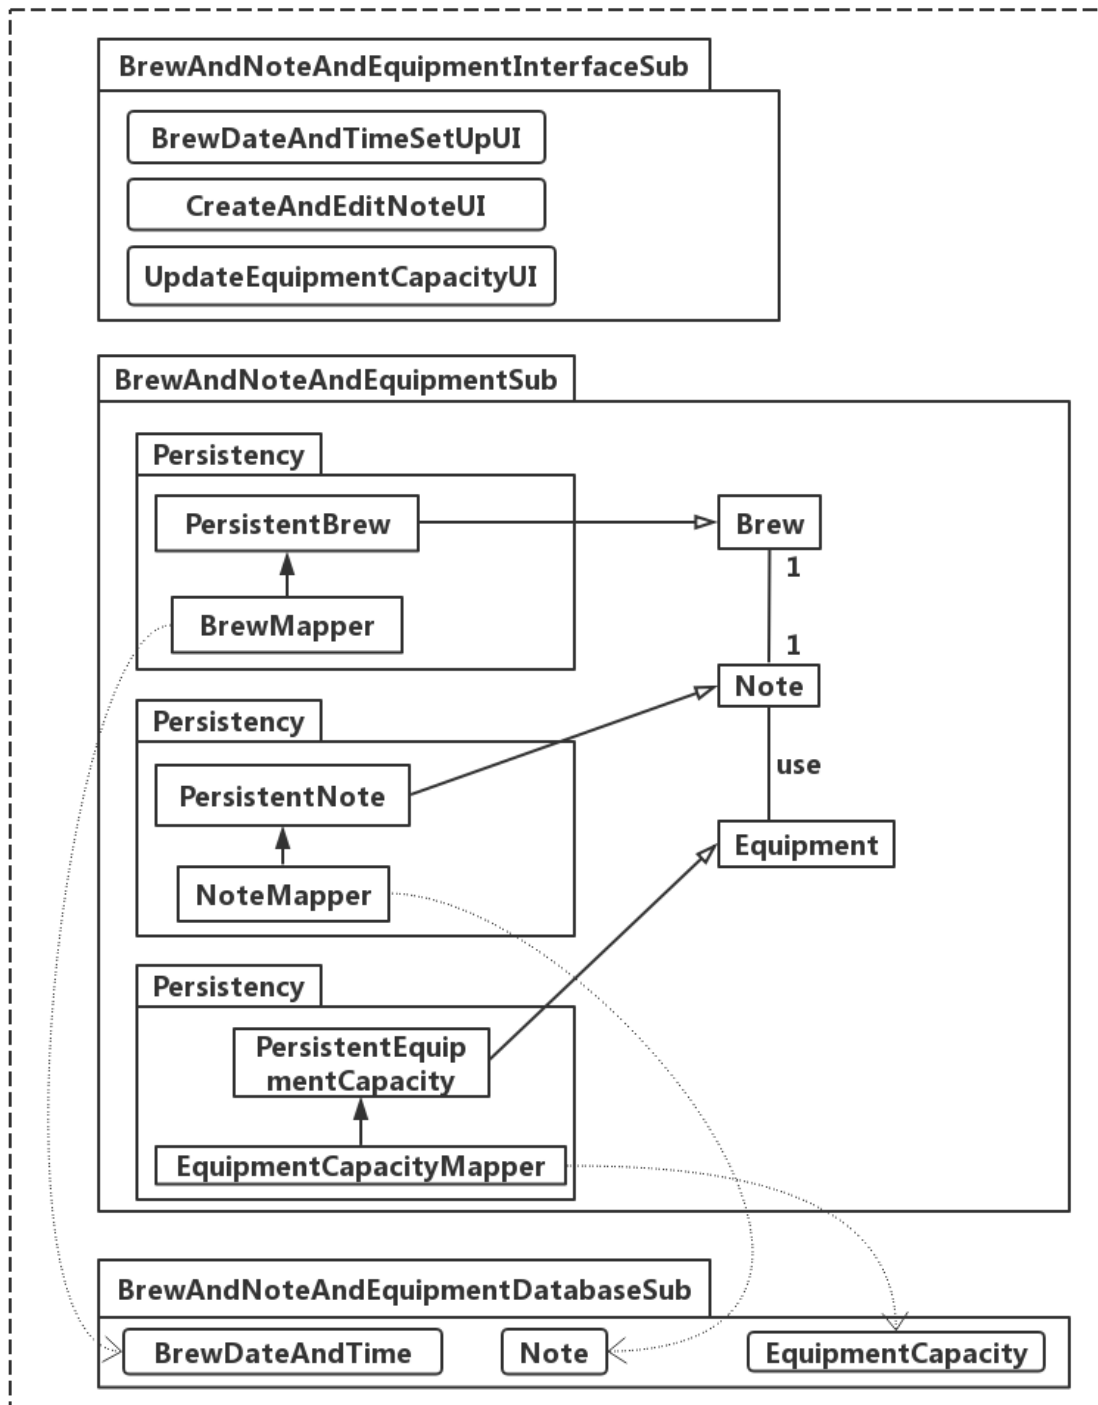 BrewAndNoteAndEquipmentInterfaceSub
BrewDateAndTimeSetUpUI
CreateAndEditNoteUI
UpdateEquipmentCapacityUI
BrewAndNoteAndEquipmentSub
Persistency
PersistentBrew
Brew
1
BrewMapper
1
Note
Persistency
use
PersistentNote
Equipment
NoteMapper
Persistency
PersistentEquip
mentCapacity
EquipmentCapacityMapper
BrewAndNoteAndEquipmentDatabaseSub
BrewDateAndTime
Note
EquipmentCapacity